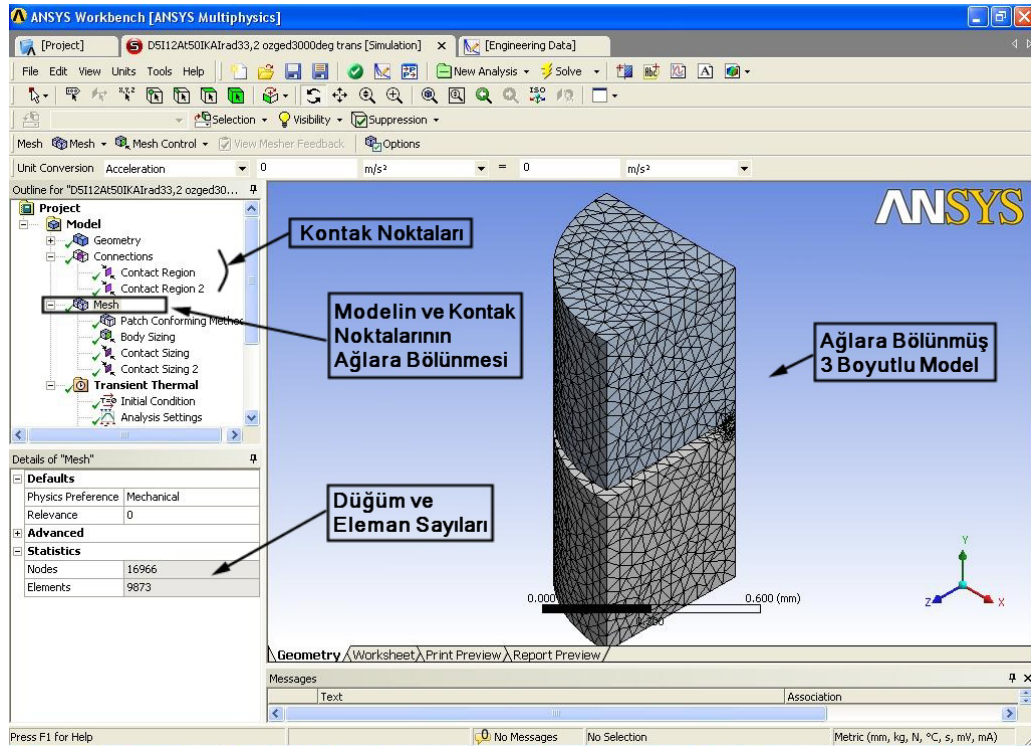 ANSYS Workbench [ANSYS Multiphysics]
[Project] D5I12At50IKAIrad33,2 ozged3000deg trans [Simulation] x [Engineering Data]
File Edit View Units Tools Help New Analysis Solve A
x,y,z ISO
Selection Visibility Suppression
Mesh Mesh Mesh Control View Mesher Feedback Options
Unit Conversion Acceleration 0 m/s² = 0 m/s²
Outline for "D5I12At50IKAIrad33,2 ozged30...
Project
Model
Geometry
Connections
Contact Region
Contact Region 2
Mesh
Patch Conforming Method
Body Sizing
Contact Sizing
Contact Sizing 2
Transient Thermal
Initial Condition
Analysis Settings
Kontak Noktaları
Modelin ve Kontak
Noktalarının
Ağlara Bölünmesi
ANSYS
Ağlara Bölünmüş
3 Boyutlu Model
Details of "Mesh"
Defaults
Physics Preference Mechanical
Relevance 0
Advanced
Statistics
Nodes 16966
Elements 9873
Düğüm ve
Eleman Sayıları
0.000 0.600 (mm)
0.300
Y
Z X
Geometry Worksheet Print Preview Report Preview
Messages
Text Association
Press F1 for Help 0 No Messages No Selection Metric (mm, kg, N, °C, s, mV, mA)